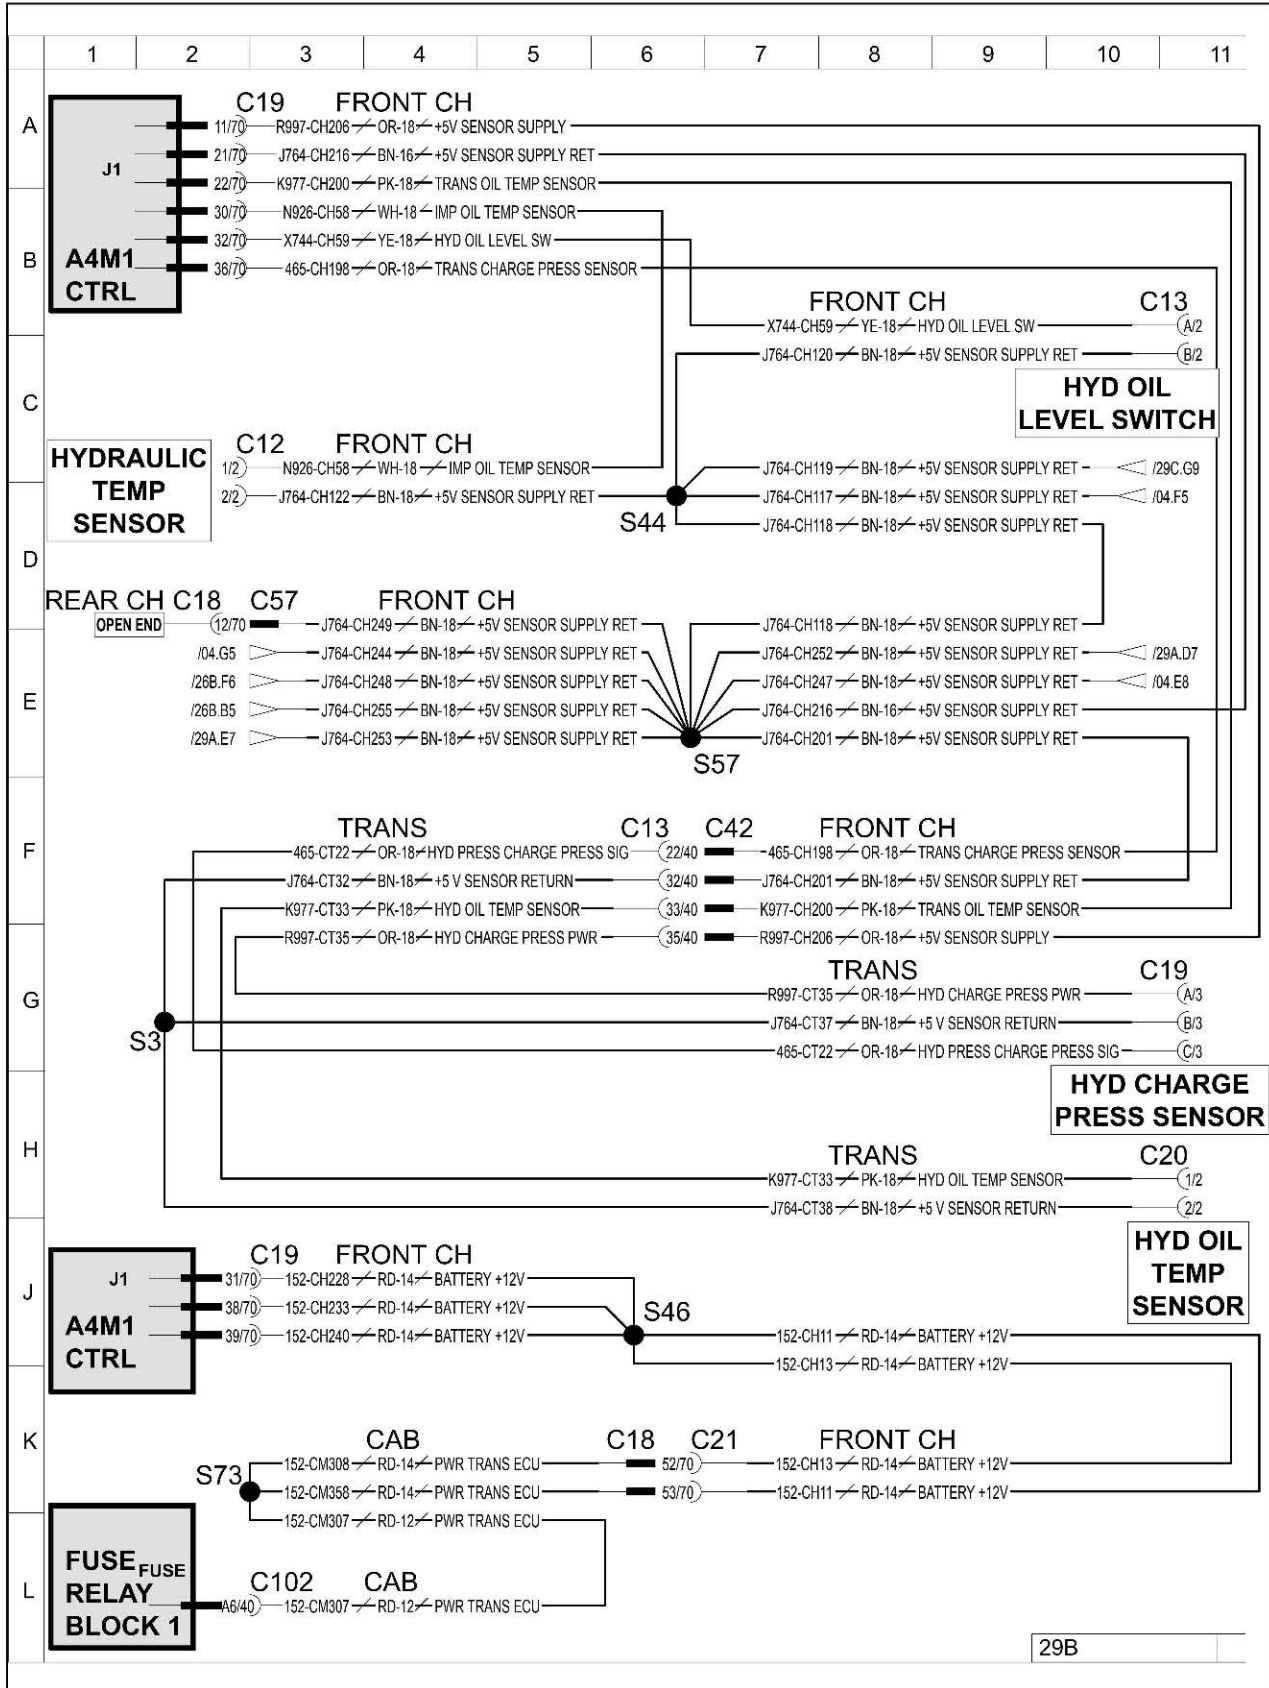 1 2 3 4 5 6 7 8 9 10 11
C19 FRONT CH
A
11/70 R997-CH206 OR-18 +5V SENSOR SUPPLY
21/70 J764-CH216 BN-16 +5V SENSOR SUPPLY RET
J1
22/70 K977-CH200 PK-18 TRANS OIL TEMP SENSOR
30/70 N926-CH58 WH-18 IMP OIL TEMP SENSOR
32/70 X744-CH59 YE-18 HYD OIL LEVEL SW
B
A4M1
CTRL
36/70 465-CH198 OR-18 TRANS CHARGE PRESS SENSOR
FRONT CH C13
X744-CH59 YE-18 HYD OIL LEVEL SW A/2
J764-CH120 BN-18 +5V SENSOR SUPPLY RET B/2
C
HYD OIL
LEVEL SWITCH
HYDRAULIC
TEMP
SENSOR
C12 FRONT CH
1/2 N926-CH58 WH-18 IMP OIL TEMP SENSOR
2/2 J764-CH122 BN-18 +5V SENSOR SUPPLY RET
S44
J764-CH119 BN-18 +5V SENSOR SUPPLY RET /29C.G9
J764-CH117 BN-18 +5V SENSOR SUPPLY RET /04.F5
J764-CH118 BN-18 +5V SENSOR SUPPLY RET
D
REAR CH C18 C57 FRONT CH
OPEN END 12/70 J764-CH249 BN-18 +5V SENSOR SUPPLY RET J764-CH118 BN-18 +5V SENSOR SUPPLY RET
/04.G5 J764-CH244 BN-18 +5V SENSOR SUPPLY RET J764-CH252 BN-18 +5V SENSOR SUPPLY RET /29A.D7
/26B.F6 J764-CH248 BN-18 +5V SENSOR SUPPLY RET J764-CH247 BN-18 +5V SENSOR SUPPLY RET /04.E8
E
/26B.B5 J764-CH255 BN-18 +5V SENSOR SUPPLY RET J764-CH216 BN-16 +5V SENSOR SUPPLY RET
/29A.E7 J764-CH253 BN-18 +5V SENSOR SUPPLY RET J764-CH201 BN-18 +5V SENSOR SUPPLY RET
S57
TRANS C13 C42 FRONT CH
F
465-CT22 OR-18 HYD PRESS CHARGE PRESS SIG 22/40 465-CH198 OR-18 TRANS CHARGE PRESS SENSOR
J764-CT32 BN-18 +5 V SENSOR RETURN 32/40 J764-CH201 BN-18 +5V SENSOR SUPPLY RET
K977-CT33 PK-18 HYD OIL TEMP SENSOR 33/40 K977-CH200 PK-18 TRANS OIL TEMP SENSOR
R997-CT35 OR-18 HYD CHARGE PRESS PWR 35/40 R997-CH206 OR-18 +5V SENSOR SUPPLY
TRANS C19
G
R997-CT35 OR-18 HYD CHARGE PRESS PWR A/3
J764-CT37 BN-18 +5 V SENSOR RETURN B/3
S3
465-CT22 OR-18 HYD PRESS CHARGE PRESS SIG C/3
HYD CHARGE
PRESS SENSOR
H
TRANS C20
K977-CT33 PK-18 HYD OIL TEMP SENSOR 1/2
J764-CT38 BN-18 +5 V SENSOR RETURN 2/2
HYD OIL
TEMP
SENSOR
C19 FRONT CH
J
J1
31/70 152-CH228 RD-14 BATTERY +12V
38/70 152-CH233 RD-14 BATTERY +12V
S46
A4M1
CTRL
39/70 152-CH240 RD-14 BATTERY +12V 152-CH11 RD-14 BATTERY +12V
152-CH13 RD-14 BATTERY +12V
K
CAB C18 C21 FRONT CH
152-CM308 RD-14 PWR TRANS ECU 52/70 152-CH13 RD-14 BATTERY +12V
S73
152-CM358 RD-14 PWR TRANS ECU 53/70 152-CH11 RD-14 BATTERY +12V
152-CM307 RD-12 PWR TRANS ECU
L
FUSE FUSE
RELAY
BLOCK 1
C102 CAB
A6/40 152-CM307 RD-12 PWR TRANS ECU
29B